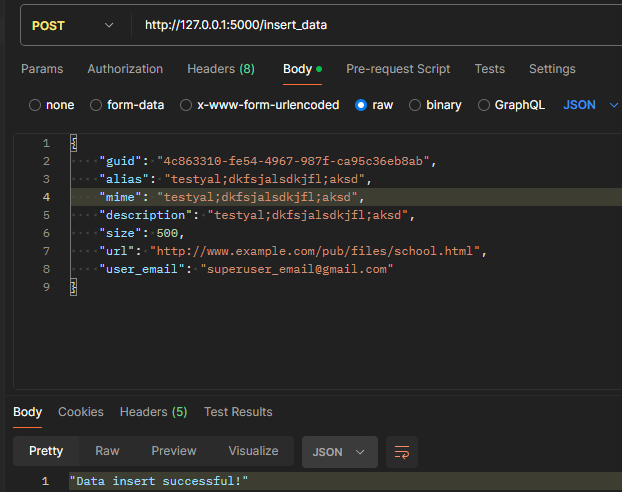 POST http://127.0.0.1:5000/insert_data
Params Authorization Headers (8) Body Pre-request Script Tests Settings
none form-data x-www-form-urlencoded raw binary GraphQL JSON
1 {
2 "guid": "4c863310-fe54-4967-987f-ca95c36eb8ab",
3 "alias": "testyal;dkfsjalsdkjfl;aksd",
4 "mime": "testyal;dkfsjalsdkjfl;aksd",
5 "description": "testyal;dkfsjalsdkjfl;aksd",
6 "size": 500,
7 "url": "http://www.example.com/pub/files/school.html",
8 "user_email": "superuser_email@gmail.com"
9 }
Body Cookies Headers (5) Test Results
Pretty Raw Preview Visualize JSON
1 "Data insert successful!"